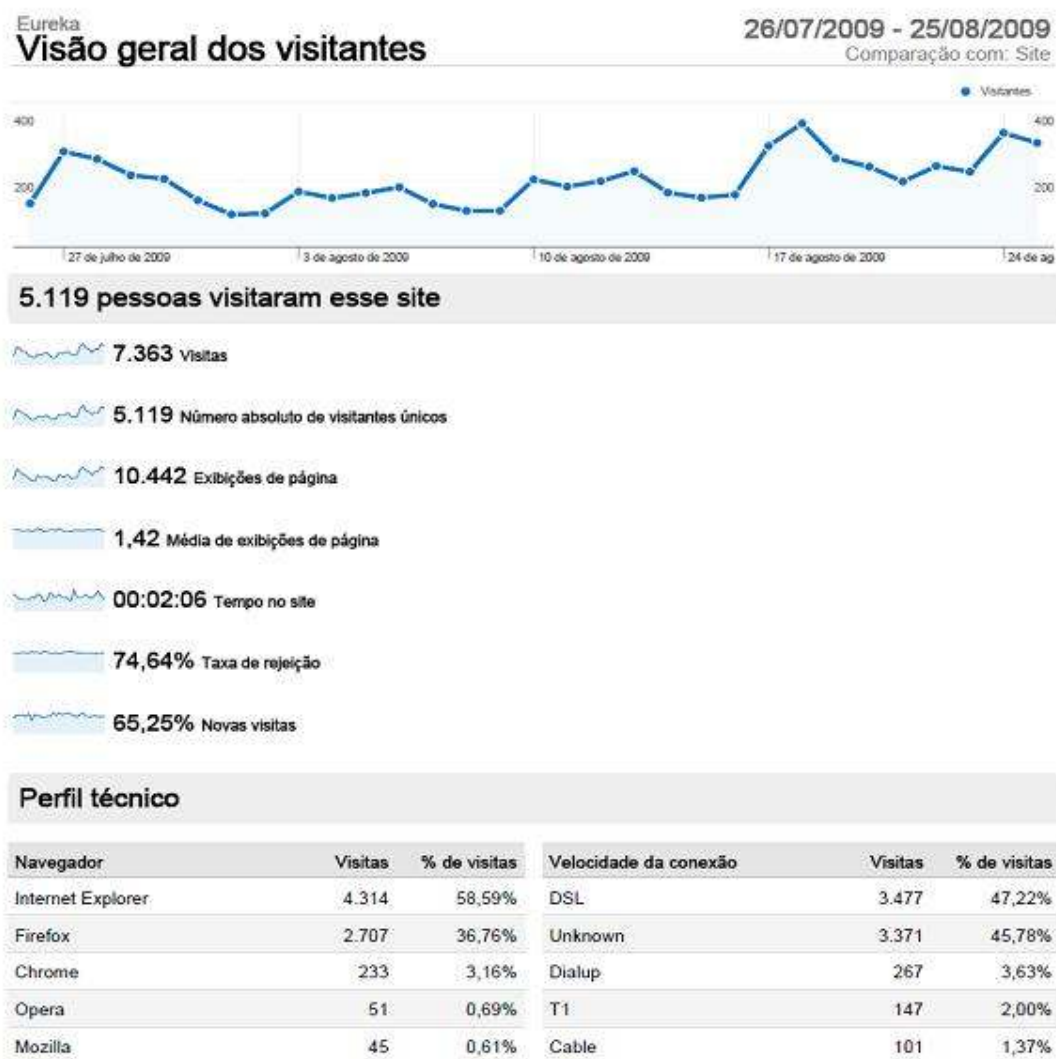 Eureka
Visão geral dos visitantes
26/07/2009 - 25/08/2009
Comparação com: Site
Visitantes
400
400
200
200
27 de julho de 2009
3 de agosto de 2009
10 de agosto de 2009
17 de agosto de 2009
24 de ag
5.119 pessoas visitaram esse site
7.363 Visitas
5.119 Número absoluto de visitantes únicos
10.442 Exibições de página
1,42 Média de exibições de página
00:02:06 Tempo no site
74,64% Taxa de rejeição
65,25% Novas visitas
Perfil técnico
Navegador Visitas % de visitas Velocidade da conexão Visitas % de visitas
Internet Explorer 4.314 58,59% DSL 3.477 47,22%
Firefox 2.707 36,76% Unknown 3.371 45,78%
Chrome 233 3,16% Dialup 267 3,63%
Opera 51 0,69% T1 147 2,00%
Mozilla 45 0,61% Cable 101 1,37%